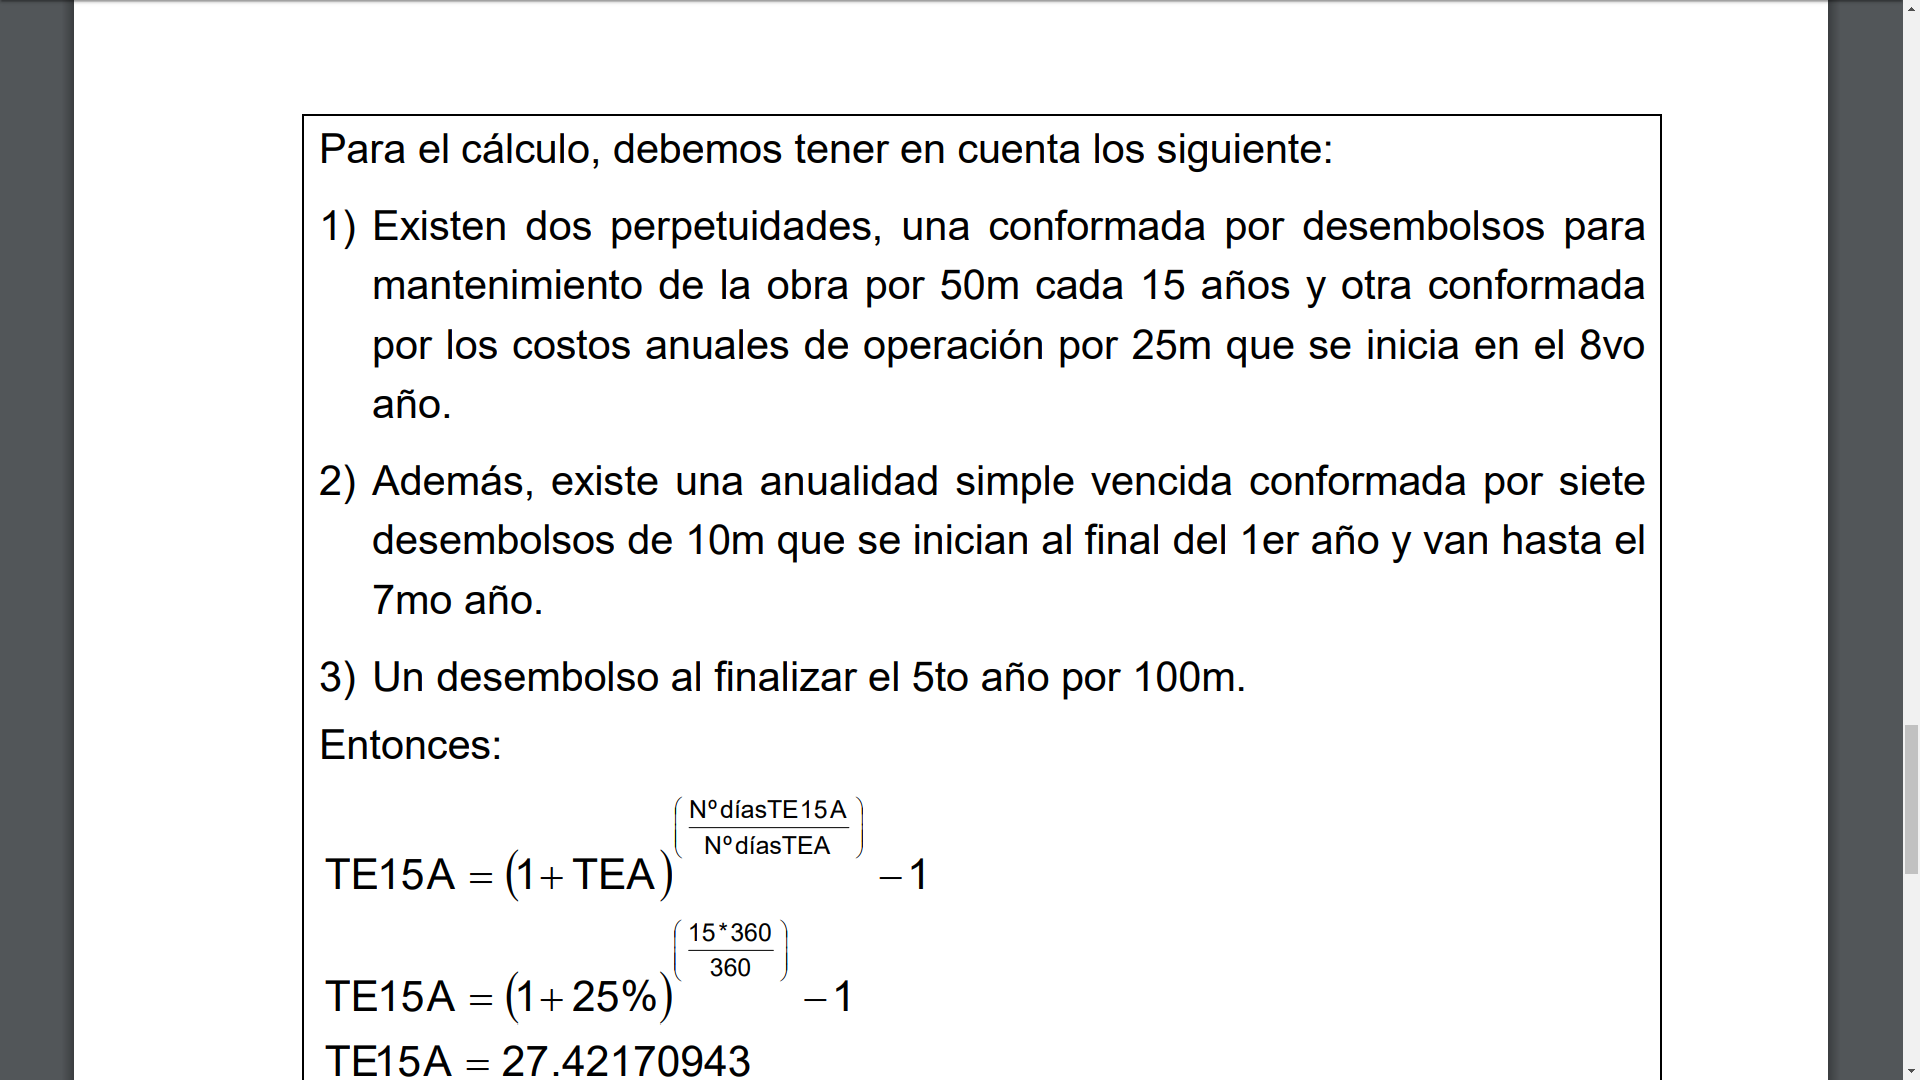 Para el cálculo, debemos tener en cuenta los siguiente:
1) Existen dos perpetuidades, una conformada por desembolsos para
mantenimiento de la obra por 50m cada 15 años y otra conformada
por los costos anuales de operación por 25m que se inicia en el 8vo
año.
2) Además, existe una anualidad simple vencida conformada por siete
desembolsos de 10m que se inician al final del 1er año y van hasta el
7mo año.
3) Un desembolso al finalizar el 5to año por 100m.
Entonces:
TE15A = (1+ TEA)^(NºdíasTE15A/NºdíasTEA) −1
TE15A = (1+ 25%)^(15*360/360) −1
TE15A = 27.42170943